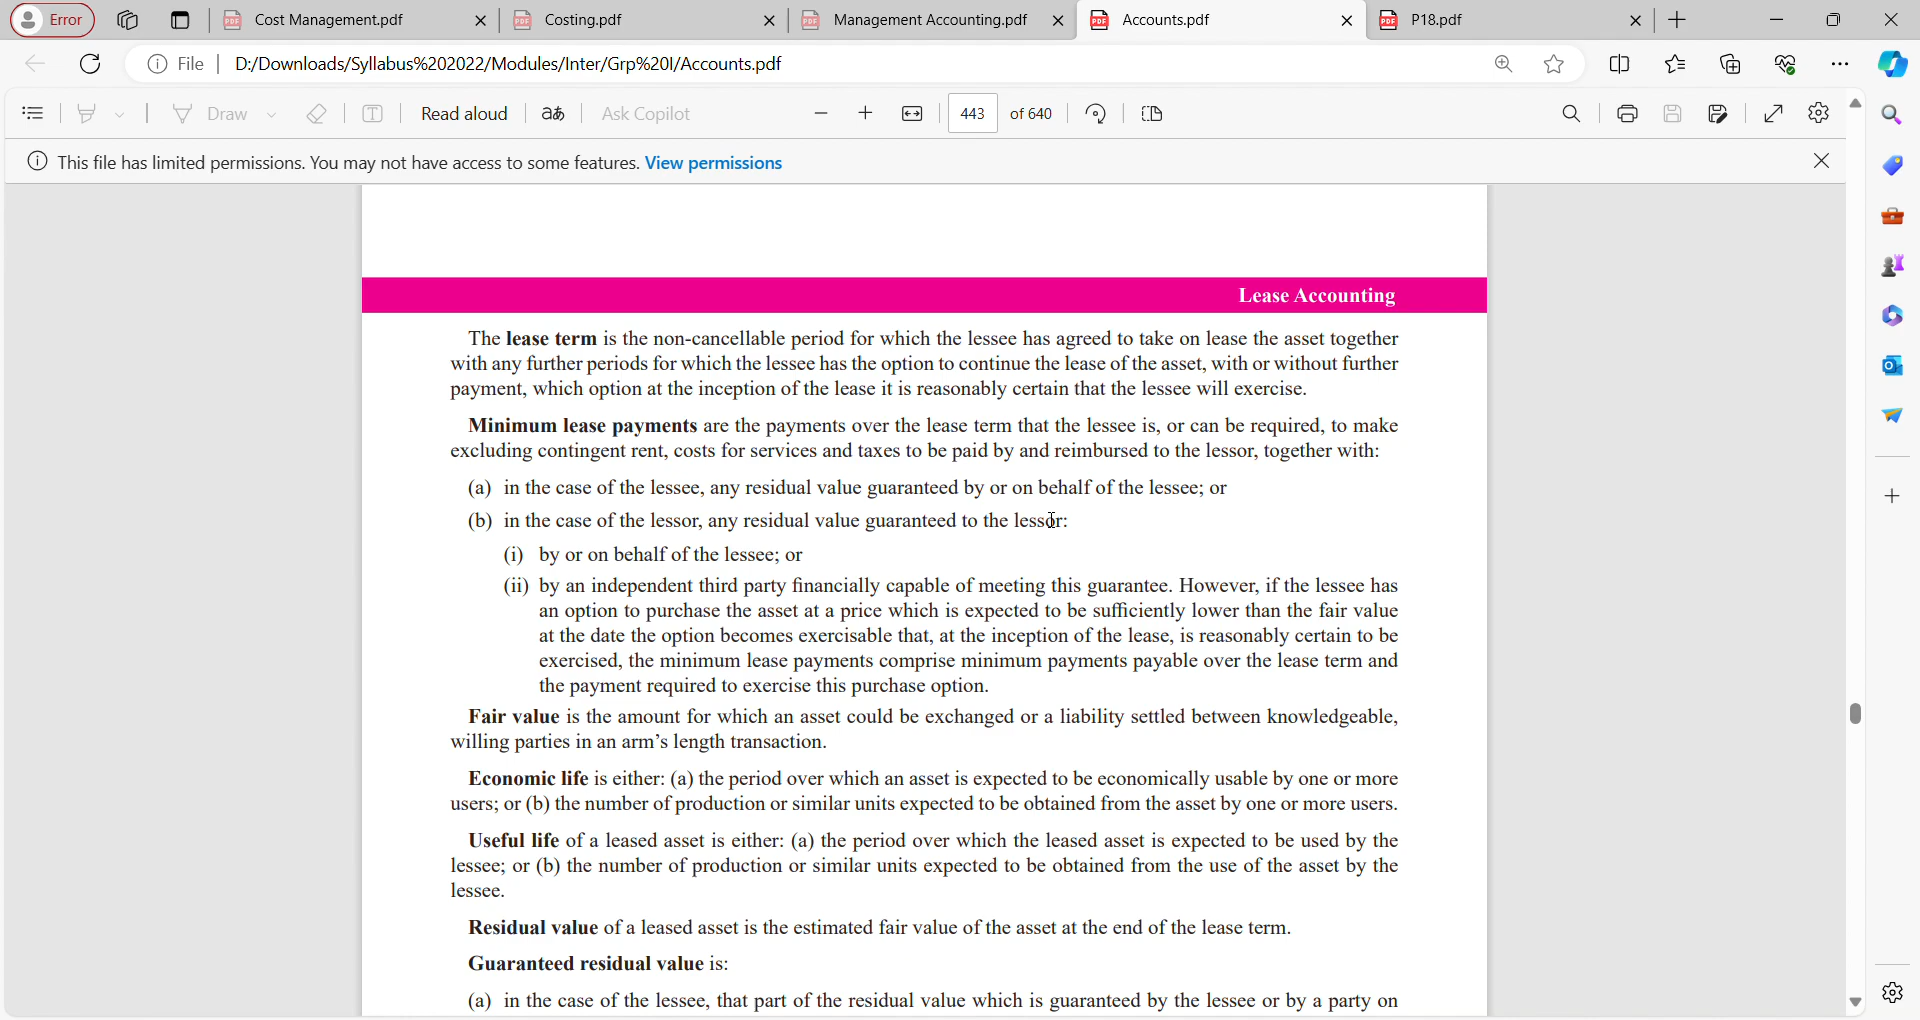 Error
Cost Management.pdf
Costing.pdf
Management Accounting.pdf
Accounts.pdf
P18.pdf
File
D:/Downloads/Syllabus%202022/Modules/Inter/Grp%20I/Accounts.pdf
Draw
T
Read aloud
aあ
Ask Copilot
443
of 640
This file has limited permissions. You may not have access to some features. View permissions
Lease Accounting
The lease term is the non-cancellable period for which the lessee has agreed to take on lease the asset together
with any further periods for which the lessee has the option to continue the lease of the asset, with or without further
payment, which option at the inception of the lease it is reasonably certain that the lessee will exercise.
Minimum lease payments are the payments over the lease term that the lessee is, or can be required, to make
excluding contingent rent, costs for services and taxes to be paid by and reimbursed to the lessor, together with:
(a) in the case of the lessee, any residual value guaranteed by or on behalf of the lessee; or
(b) in the case of the lessor, any residual value guaranteed to the lessor:
(i) by or on behalf of the lessee; or
(ii) by an independent third party financially capable of meeting this guarantee. However, if the lessee has
an option to purchase the asset at a price which is expected to be sufficiently lower than the fair value
at the date the option becomes exercisable that, at the inception of the lease, is reasonably certain to be
exercised, the minimum lease payments comprise minimum payments payable over the lease term and
the payment required to exercise this purchase option.
Fair value is the amount for which an asset could be exchanged or a liability settled between knowledgeable,
willing parties in an arm's length transaction.
Economic life is either: (a) the period over which an asset is expected to be economically usable by one or more
users; or (b) the number of production or similar units expected to be obtained from the asset by one or more users.
Useful life of a leased asset is either: (a) the period over which the leased asset is expected to be used by the
lessee; or (b) the number of production or similar units expected to be obtained from the use of the asset by the
lessee.
Residual value of a leased asset is the estimated fair value of the asset at the end of the lease term.
Guaranteed residual value is:
(a) in the case of the lessee, that part of the residual value which is guaranteed by the lessee or by a party on